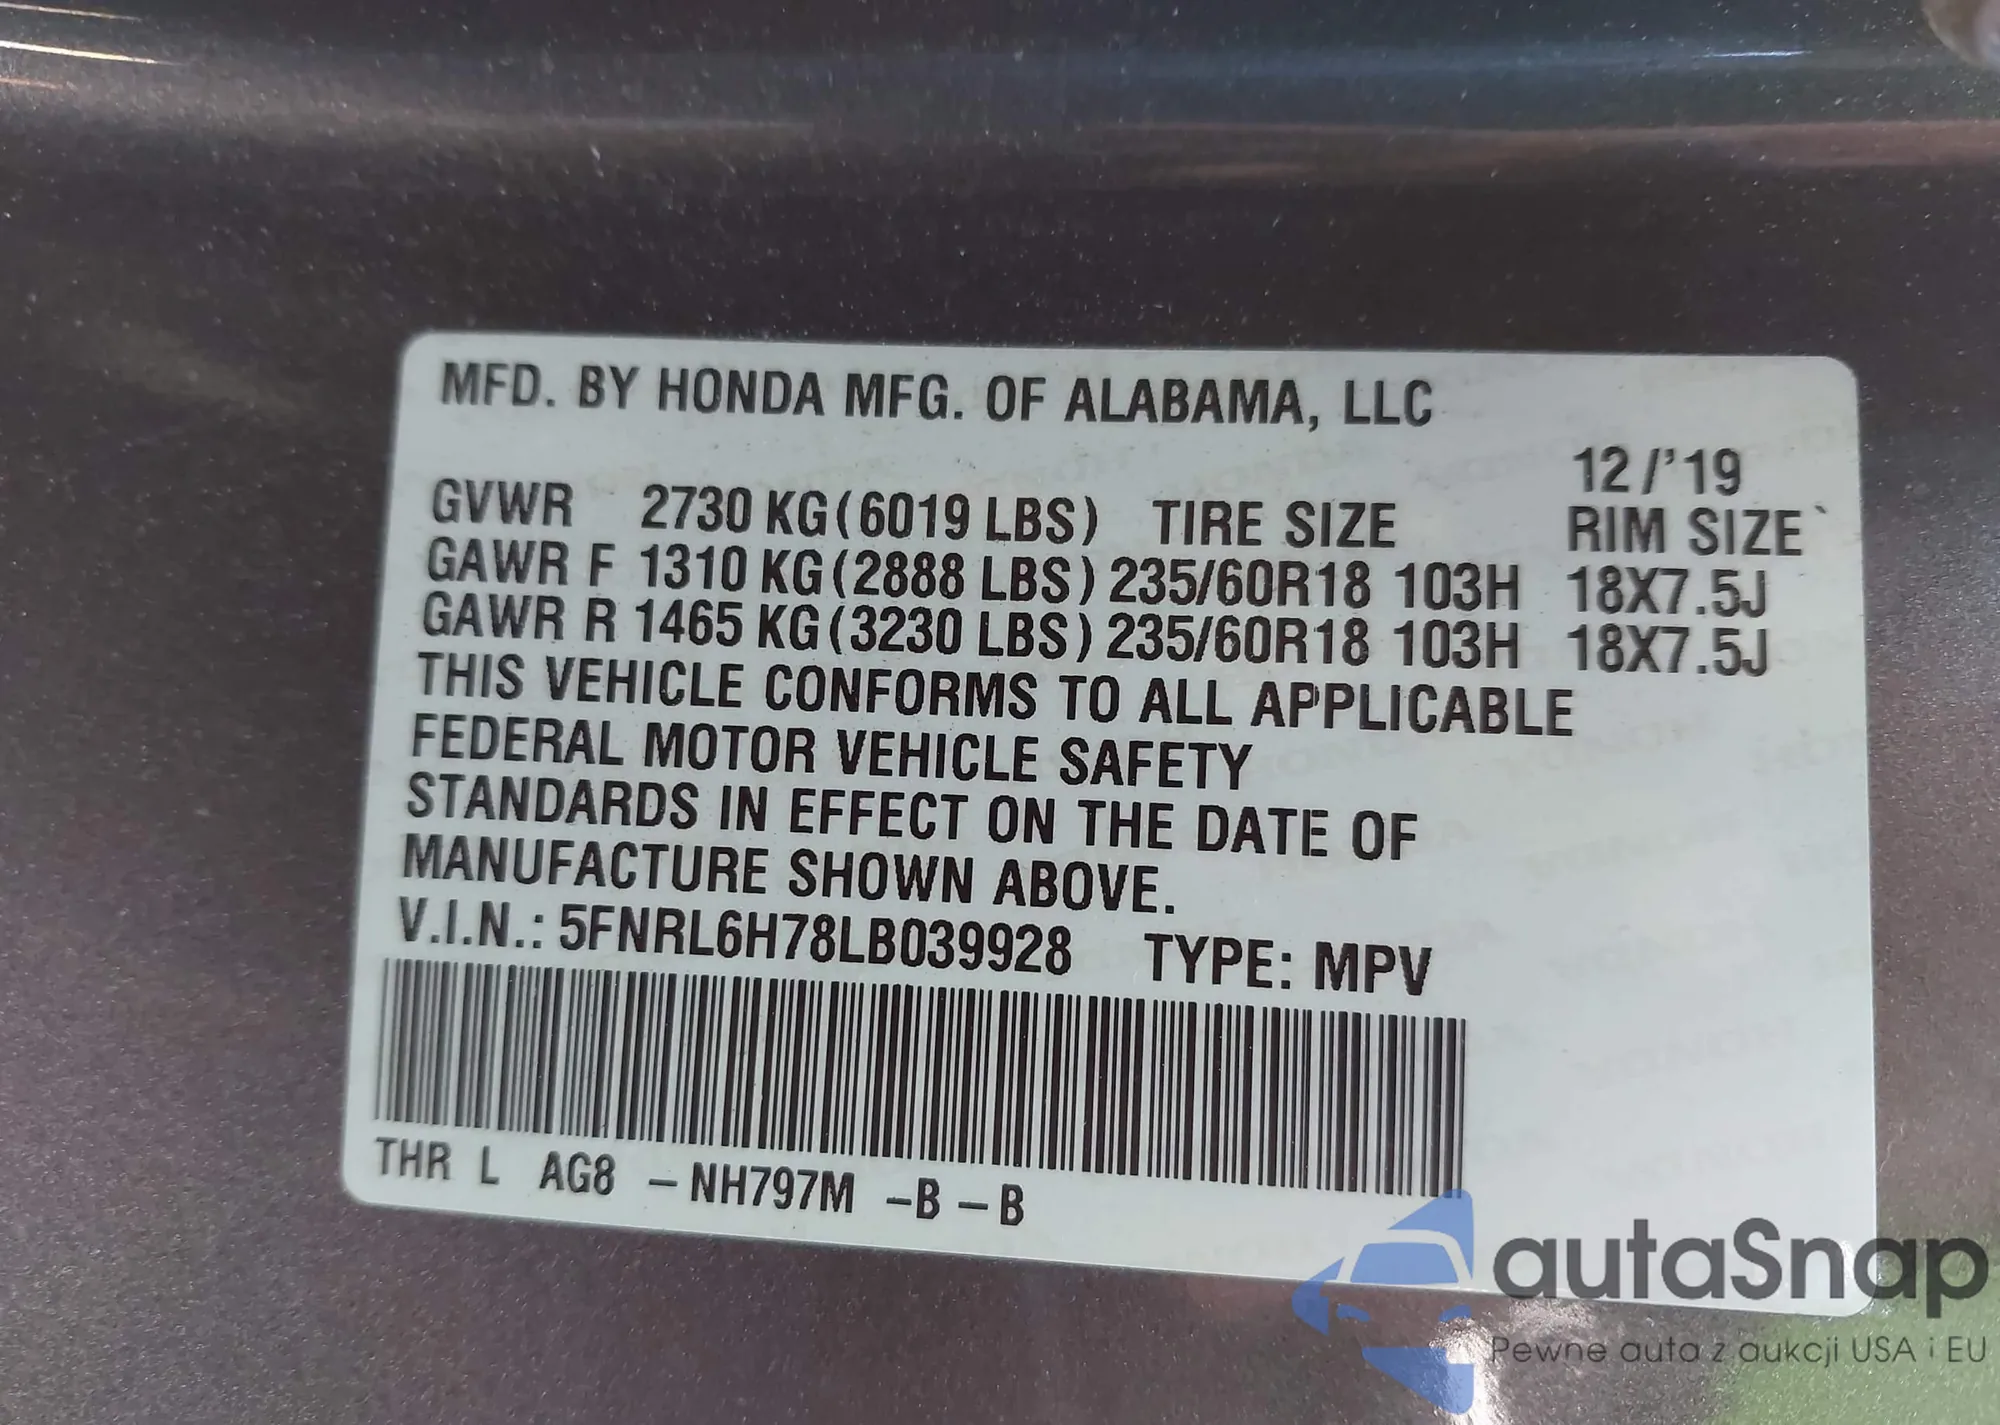 MFD. BY HONDA MFG. OF ALABAMA, LLC
12/'19
GVWR 2730 KG(6019 LBS) TIRE SIZE RIM SIZE
GAWR F 1310 KG(2888 LBS) 235/60R18 103H 18X7.5J
GAWR R 1465 KG(3230 LBS) 235/60R18 103H 18X7.5J
THIS VEHICLE CONFORMS TO ALL APPLICABLE
FEDERAL MOTOR VEHICLE SAFETY
STANDARDS IN EFFECT ON THE DATE OF
MANUFACTURE SHOWN ABOVE.
V.I.N.: 5FNRL6H78LB039928 TYPE: MPV
THR L AG8 -NH797M -B -B
autaSnap
Pewne auta z aukcji USA i EU